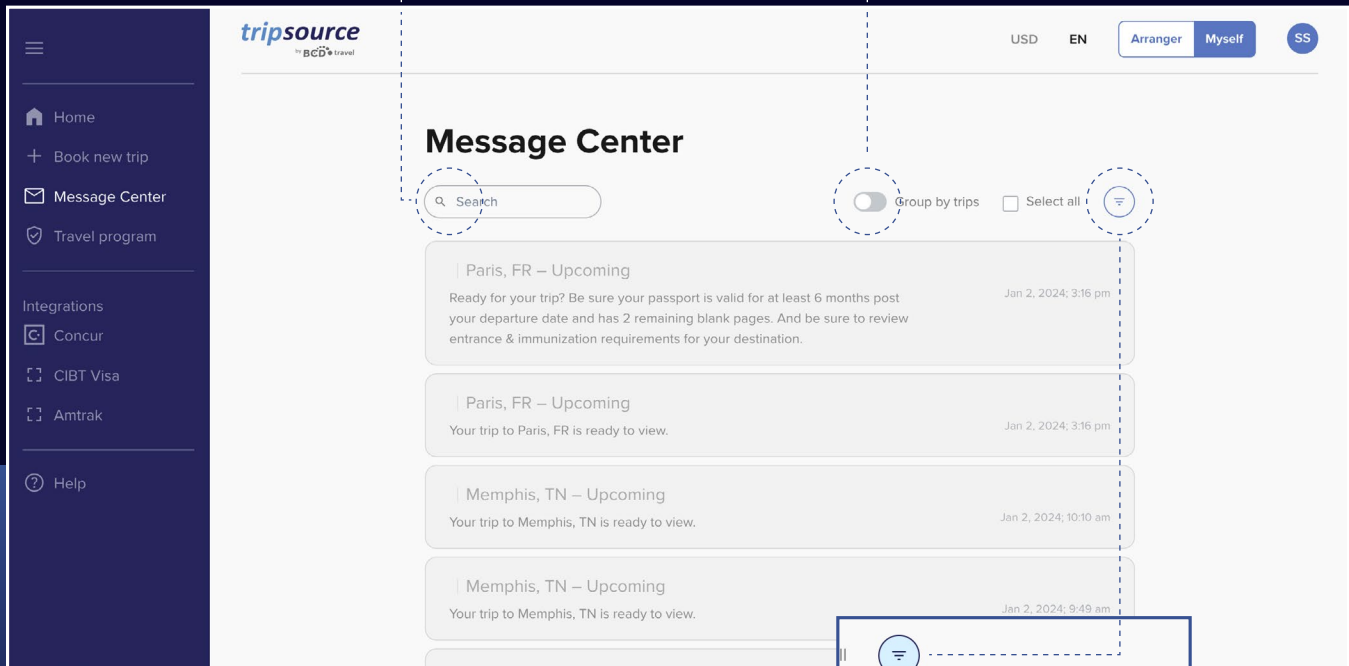 tripsource
by BCD travel
USD
EN
Arranger
Myself
SS
Home
Book new trip
Message Center
Travel program
Integrations
Concur
CIBT Visa
Amtrak
Help
Message Center
Search
Group by trips
Select all
Paris, FR – Upcoming
Ready for your trip? Be sure your passport is valid for at least 6 months post
your departure date and has 2 remaining blank pages. And be sure to review
entrance & immunization requirements for your destination.
Jan 2, 2024; 3:16 pm
Paris, FR – Upcoming
Your trip to Paris, FR is ready to view.
Jan 2, 2024; 3:16 pm
Memphis, TN – Upcoming
Your trip to Memphis, TN is ready to view.
Jan 2, 2024; 10:10 am
Memphis, TN – Upcoming
Your trip to Memphis, TN is ready to view.
Jan 2, 2024; 9:49 am